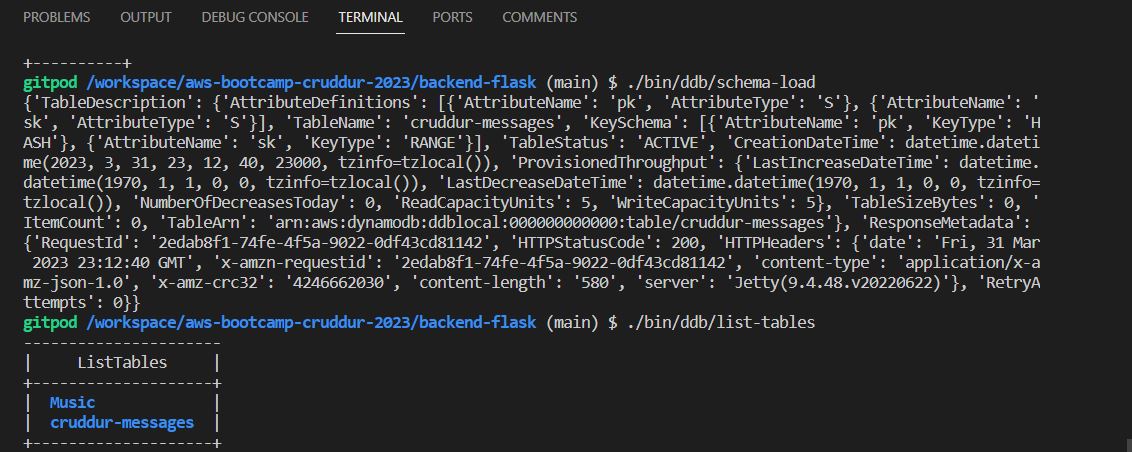 PROBLEMS OUTPUT DEBUG CONSOLE TERMINAL PORTS COMMENTS
+----------+
gitpod /workspace/aws-bootcamp-cruddur-2023/backend-flask (main) $ ./bin/ddb/schema-load
{'TableDescription': {'AttributeDefinitions': [{'AttributeName': 'pk', 'AttributeType': 'S'}, {'AttributeName': '
sk', 'AttributeType': 'S'}], 'TableName': 'cruddur-messages', 'KeySchema': [{'AttributeName': 'pk', 'KeyType': 'H
ASH'}, {'AttributeName': 'sk', 'KeyType': 'RANGE'}], 'TableStatus': 'ACTIVE', 'CreationDateTime': datetime.dateti
me(2023, 3, 31, 23, 12, 40, 23000, tzinfo=tzlocal()), 'ProvisionedThroughput': {'LastIncreaseDateTime': datetime.
datetime(1970, 1, 1, 0, 0, tzinfo=tzlocal()), 'LastDecreaseDateTime': datetime.datetime(1970, 1, 1, 0, 0, tzinfo=
tzlocal()), 'NumberOfDecreasesToday': 0, 'ReadCapacityUnits': 5, 'WriteCapacityUnits': 5}, 'TableSizeBytes': 0, '
ItemCount': 0, 'TableArn': 'arn:aws:dynamodb:ddblocal:000000000000:table/cruddur-messages'}, 'ResponseMetadata':
{'RequestId': '2edab8f1-74fe-4f5a-9022-0df43cd81142', 'HTTPStatusCode': 200, 'HTTPHeaders': {'date': 'Fri, 31 Mar
 2023 23:12:40 GMT', 'x-amzn-requestid': '2edab8f1-74fe-4f5a-9022-0df43cd81142', 'content-type': 'application/x-a
mz-json-1.0', 'x-amz-crc32': '4246662030', 'content-length': '580', 'server': 'Jetty(9.4.48.v20220622)'}, 'RetryA
ttempts': 0}}
gitpod /workspace/aws-bootcamp-cruddur-2023/backend-flask (main) $ ./bin/ddb/list-tables
----------------------
|     ListTables     |
+--------------------+
|  Music             |
|  cruddur-messages  |
+--------------------+